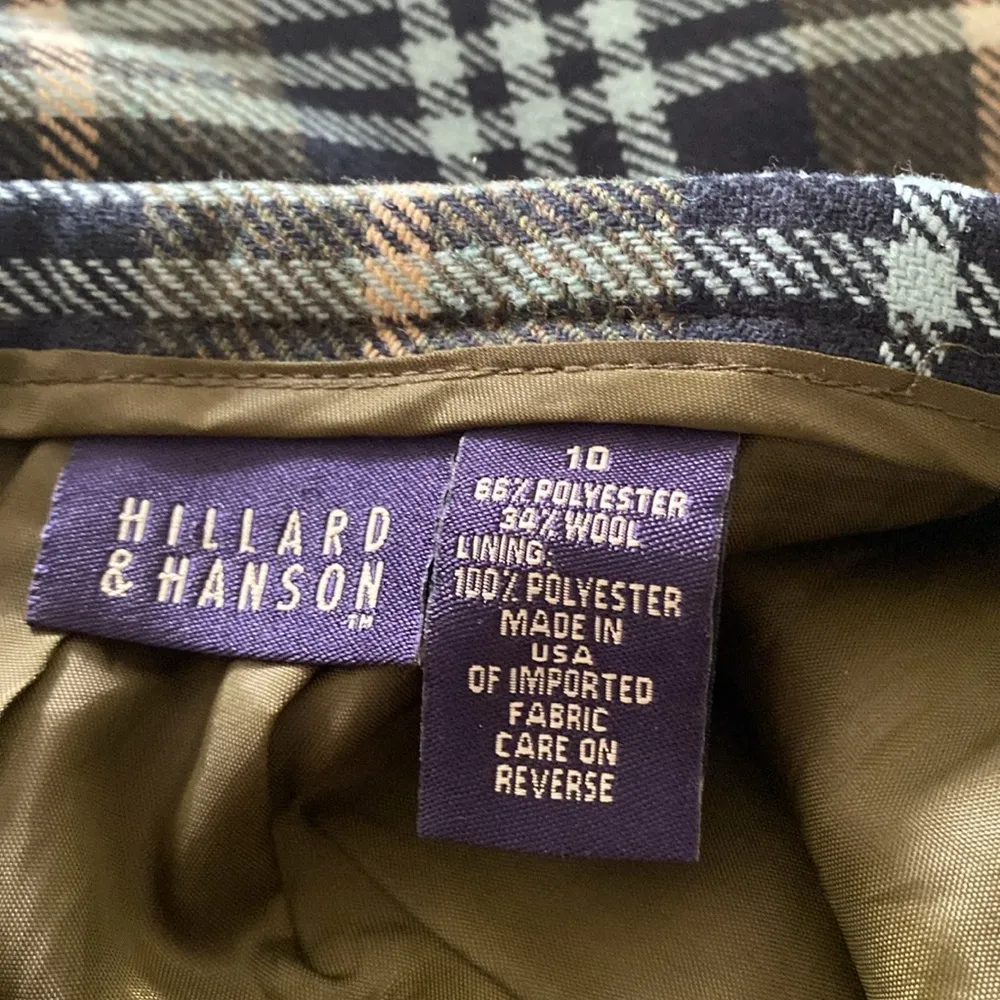 HILLARD
& HANSON
TM
10
66% POLYESTER
34% WOOL
LINING:
100% POLYESTER
MADE IN
USA
OF IMPORTED
FABRIC
CARE ON
REVERSE